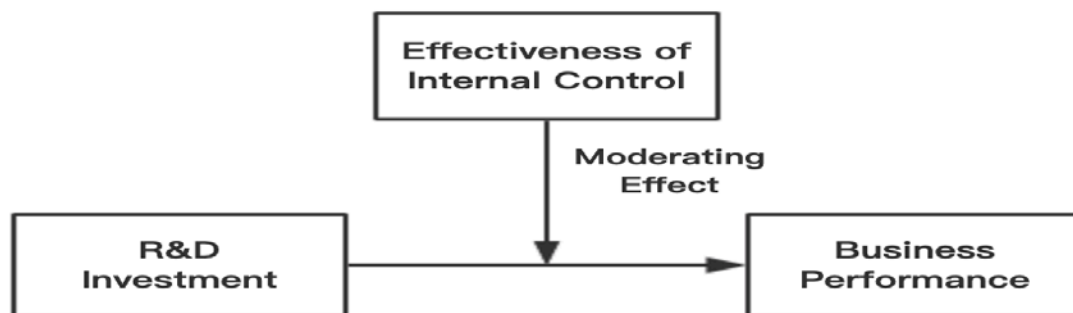 Effectiveness of
Internal Control
Moderating
Effect
R&D
Investment
Business
Performance